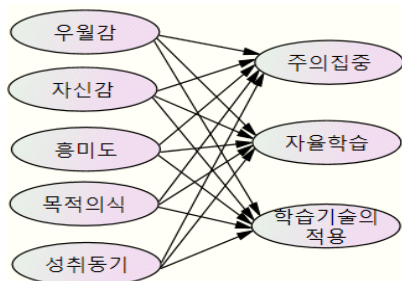 우월감
자신감
흥미도
목적의식
성취동기
주의집중
자율학습
학습기술의
적용